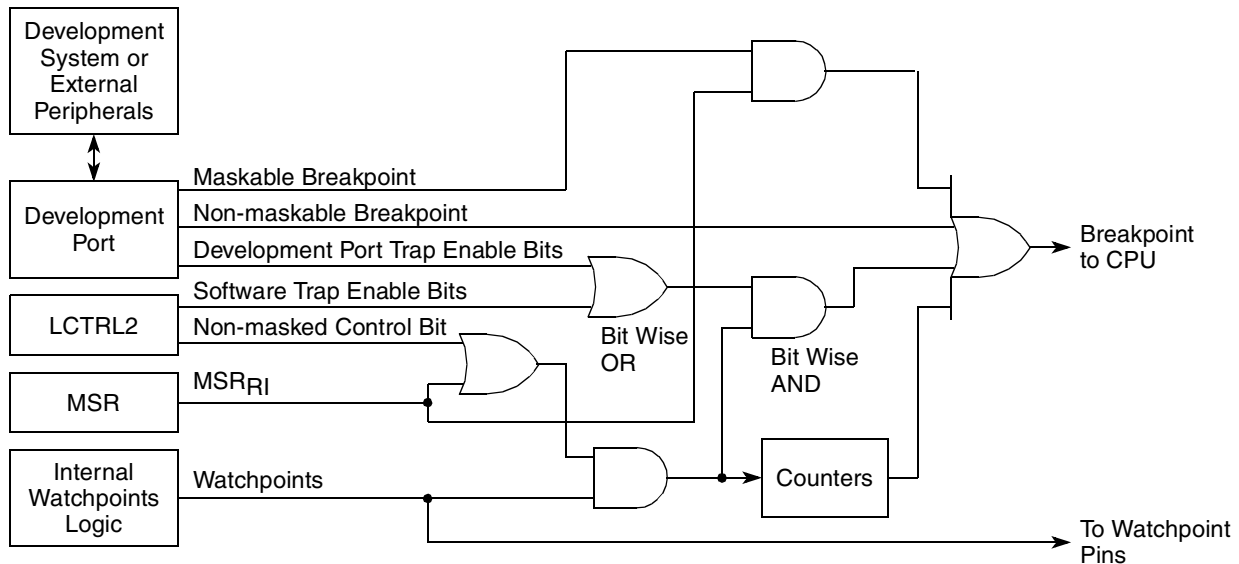 Development
System or
External
Peripherals
Maskable Breakpoint
Development
Port
Non-maskable Breakpoint
Development Port Trap Enable Bits
Breakpoint
to CPU
LCTRL2
Software Trap Enable Bits
Non-masked Control Bit
Bit Wise
OR
Bit Wise
AND
MSR
MSRRI
Internal
Watchpoints
Logic
Watchpoints
Counters
To Watchpoint
Pins